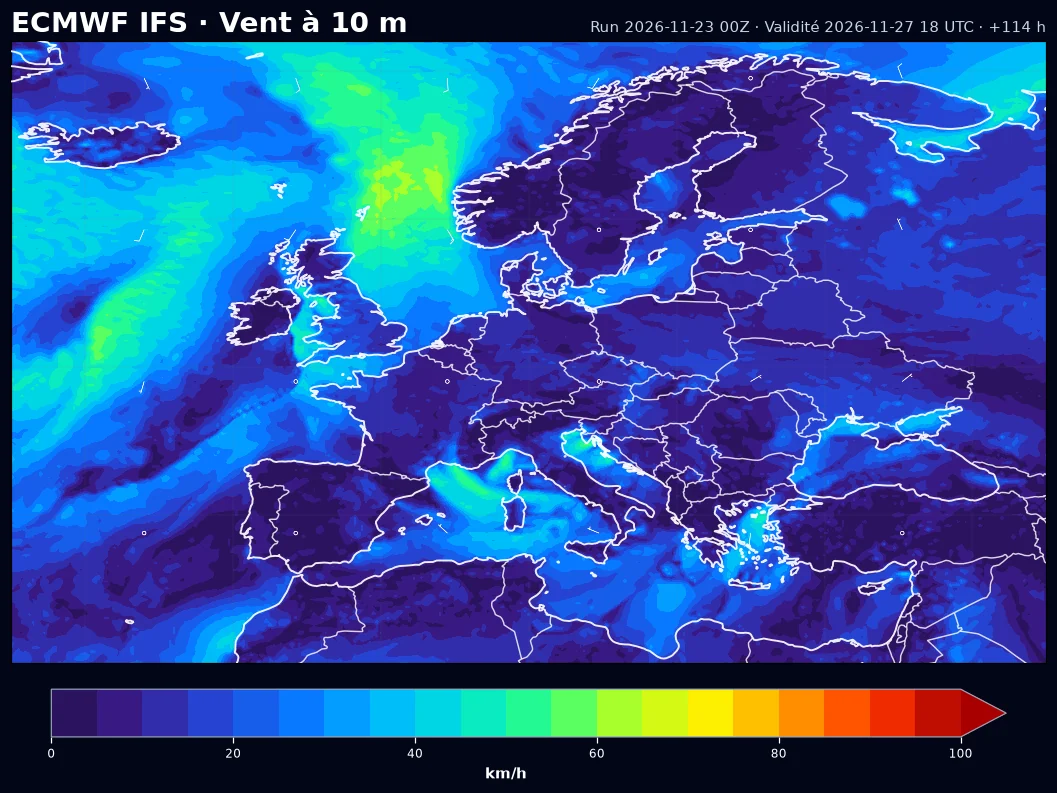 ECMWF IFS · Vent à 10 m
Run 2026-11-23 00Z · Validité 2026-11-27 18 UTC · +114 h
0 20 40 60 80 100
km/h